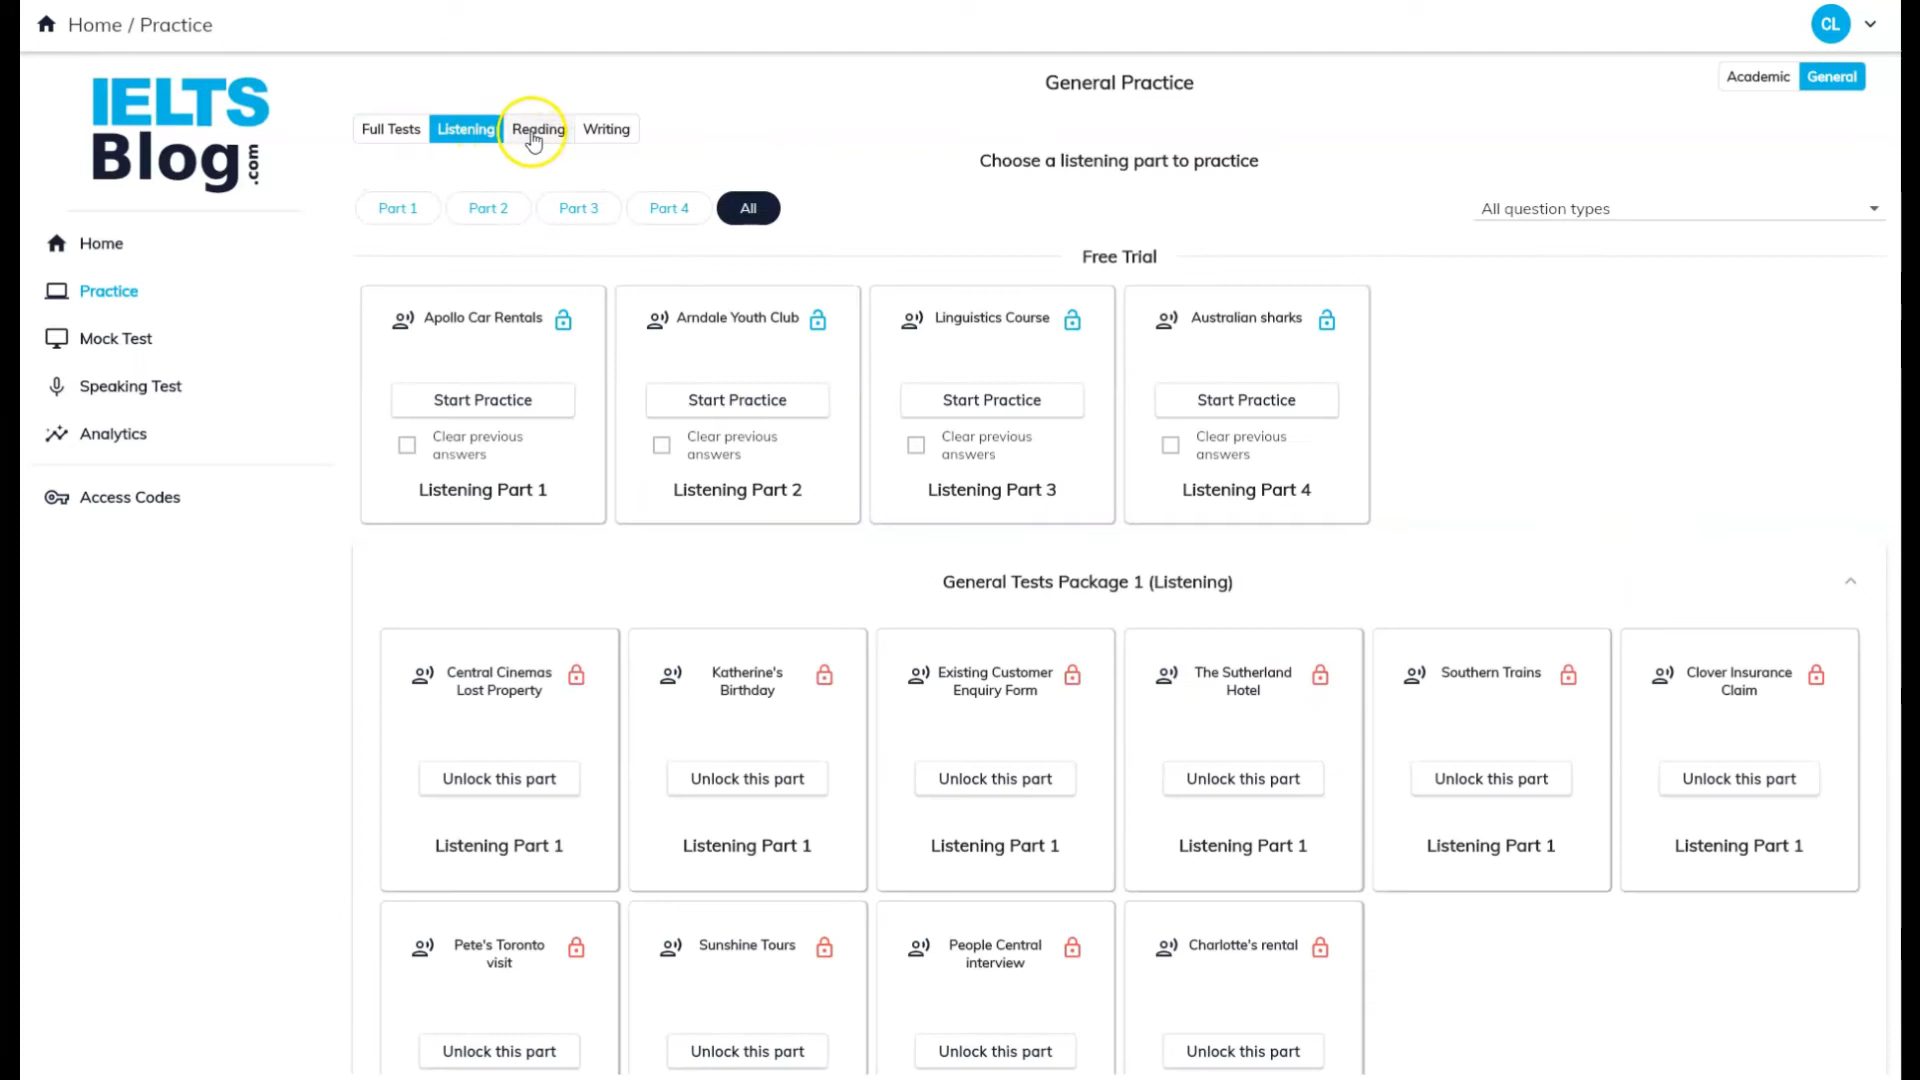 Home / Practice
CL
IELTS
Blog.com
General Practice
Academic
General
Full Tests
Listening
Reading
Writing
Choose a listening part to practice
Part 1
Part 2
Part 3
Part 4
All
All question types
Home
Practice
Mock Test
Speaking Test
Analytics
Access Codes
Free Trial
Apollo Car Rentals
Start Practice
Clear previous
answers
Listening Part 1
Arndale Youth Club
Start Practice
Clear previous
answers
Listening Part 2
Linguistics Course
Start Practice
Clear previous
answers
Listening Part 3
Australian sharks
Start Practice
Clear previous
answers
Listening Part 4
General Tests Package 1 (Listening)
Central Cinemas
Lost Property
Unlock this part
Listening Part 1
Katherine's
Birthday
Unlock this part
Listening Part 1
Existing Customer
Enquiry Form
Unlock this part
Listening Part 1
The Sutherland
Hotel
Unlock this part
Listening Part 1
Southern Trains
Unlock this part
Listening Part 1
Clover Insurance
Claim
Unlock this part
Listening Part 1
Pete's Toronto
visit
Unlock this part
Sunshine Tours
Unlock this part
People Central
interview
Unlock this part
Charlotte's rental
Unlock this part